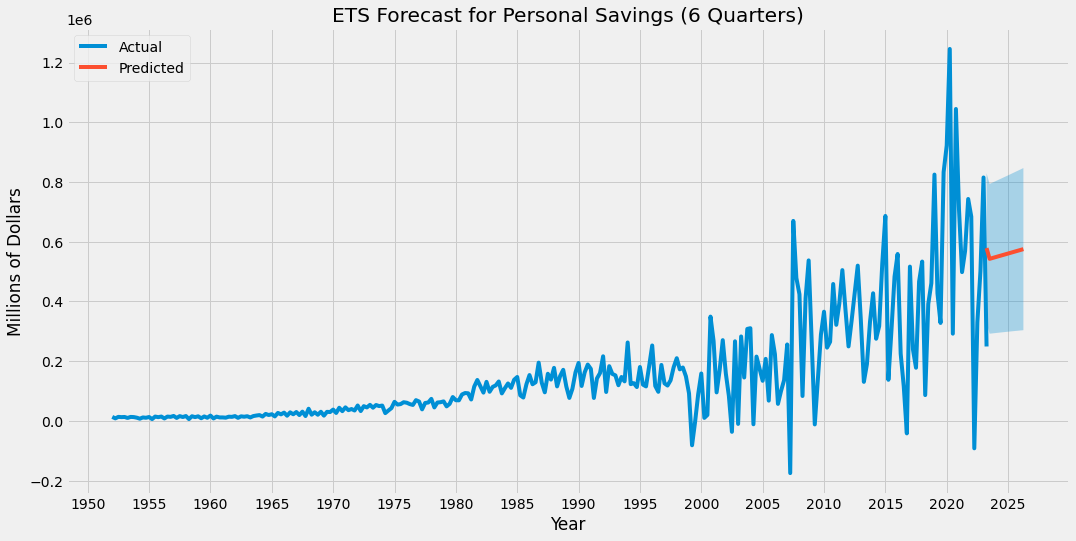 ETS Forecast for Personal Savings (6 Quarters)
1e6
Actual
Predicted
1.2
1.0
0.8
0.6
0.4
0.2
0.0
−0.2
Millions of Dollars
1950 1955 1960 1965 1970 1975 1980 1985 1990 1995 2000 2005 2010 2015 2020 2025
Year